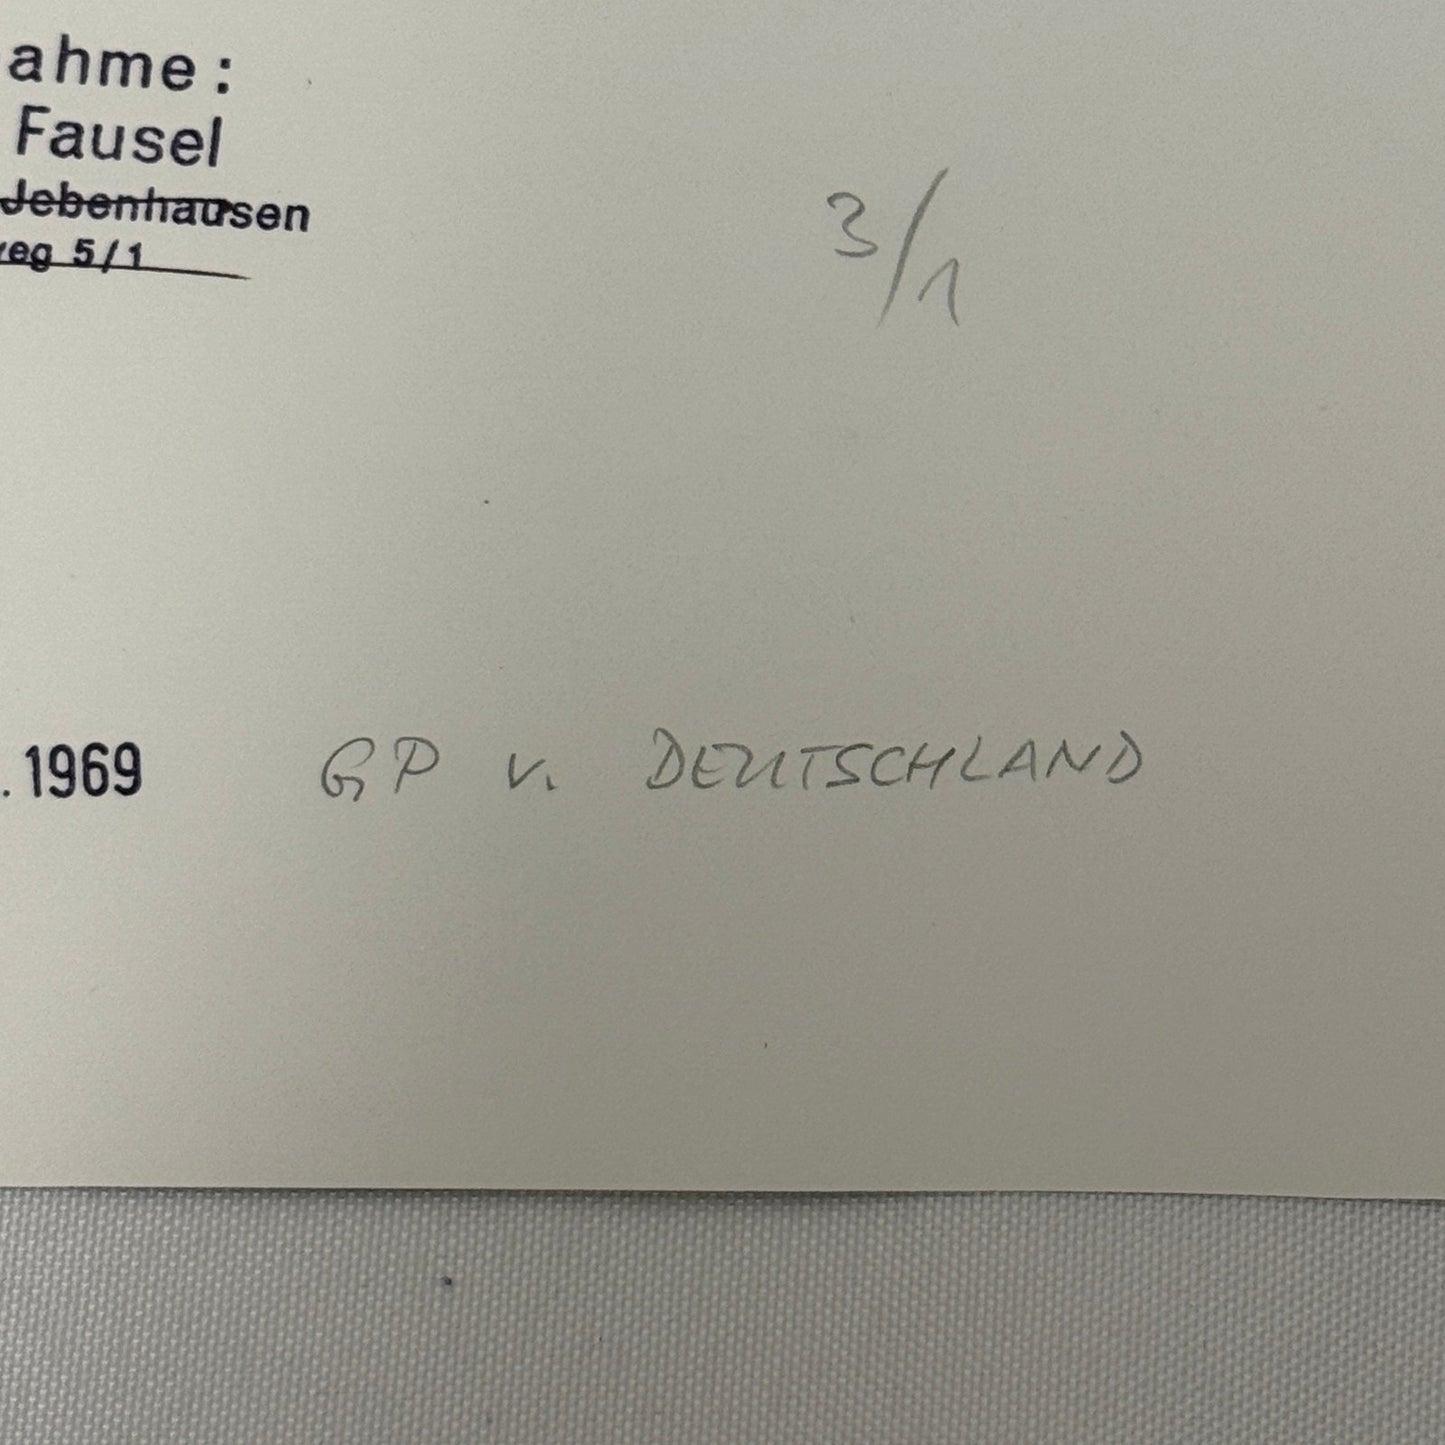 ahme:
Fausel
Jebenhausen
eg 5/1
3/1
.1969 GP v. DEUTSCHLAND